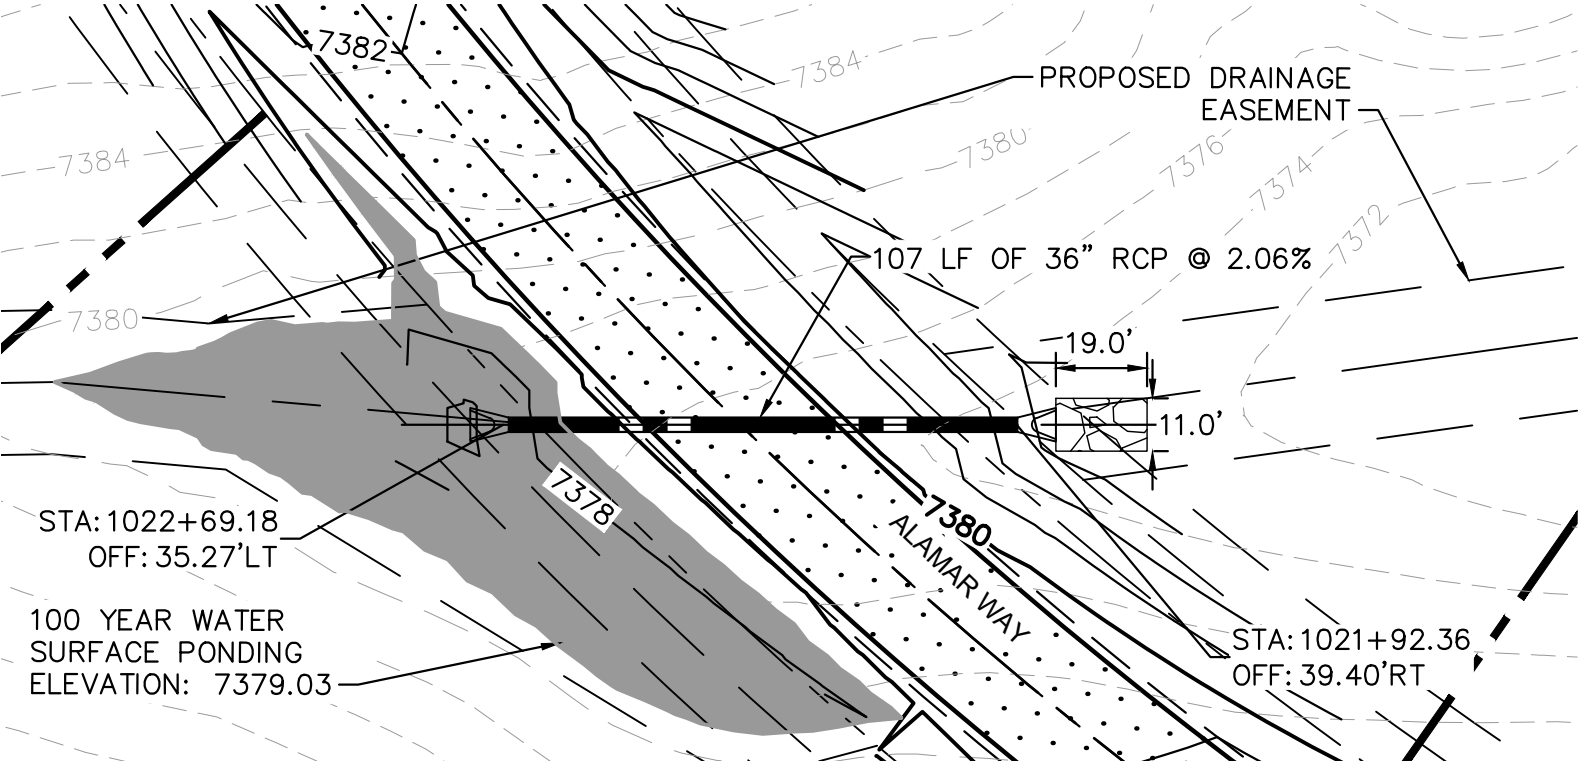 7382
7384
PROPOSED DRAINAGE
EASEMENT
7384
7380
7376
7374
7372
107 LF OF 36” RCP @ 2.06%
7380
19.0'
11.0'
7378
7380
ALAMAR WAY
STA: 1022+69.18
OFF: 35.27'LT
100 YEAR WATER
SURFACE PONDING
ELEVATION: 7379.03
STA: 1021+92.36
OFF: 39.40'RT